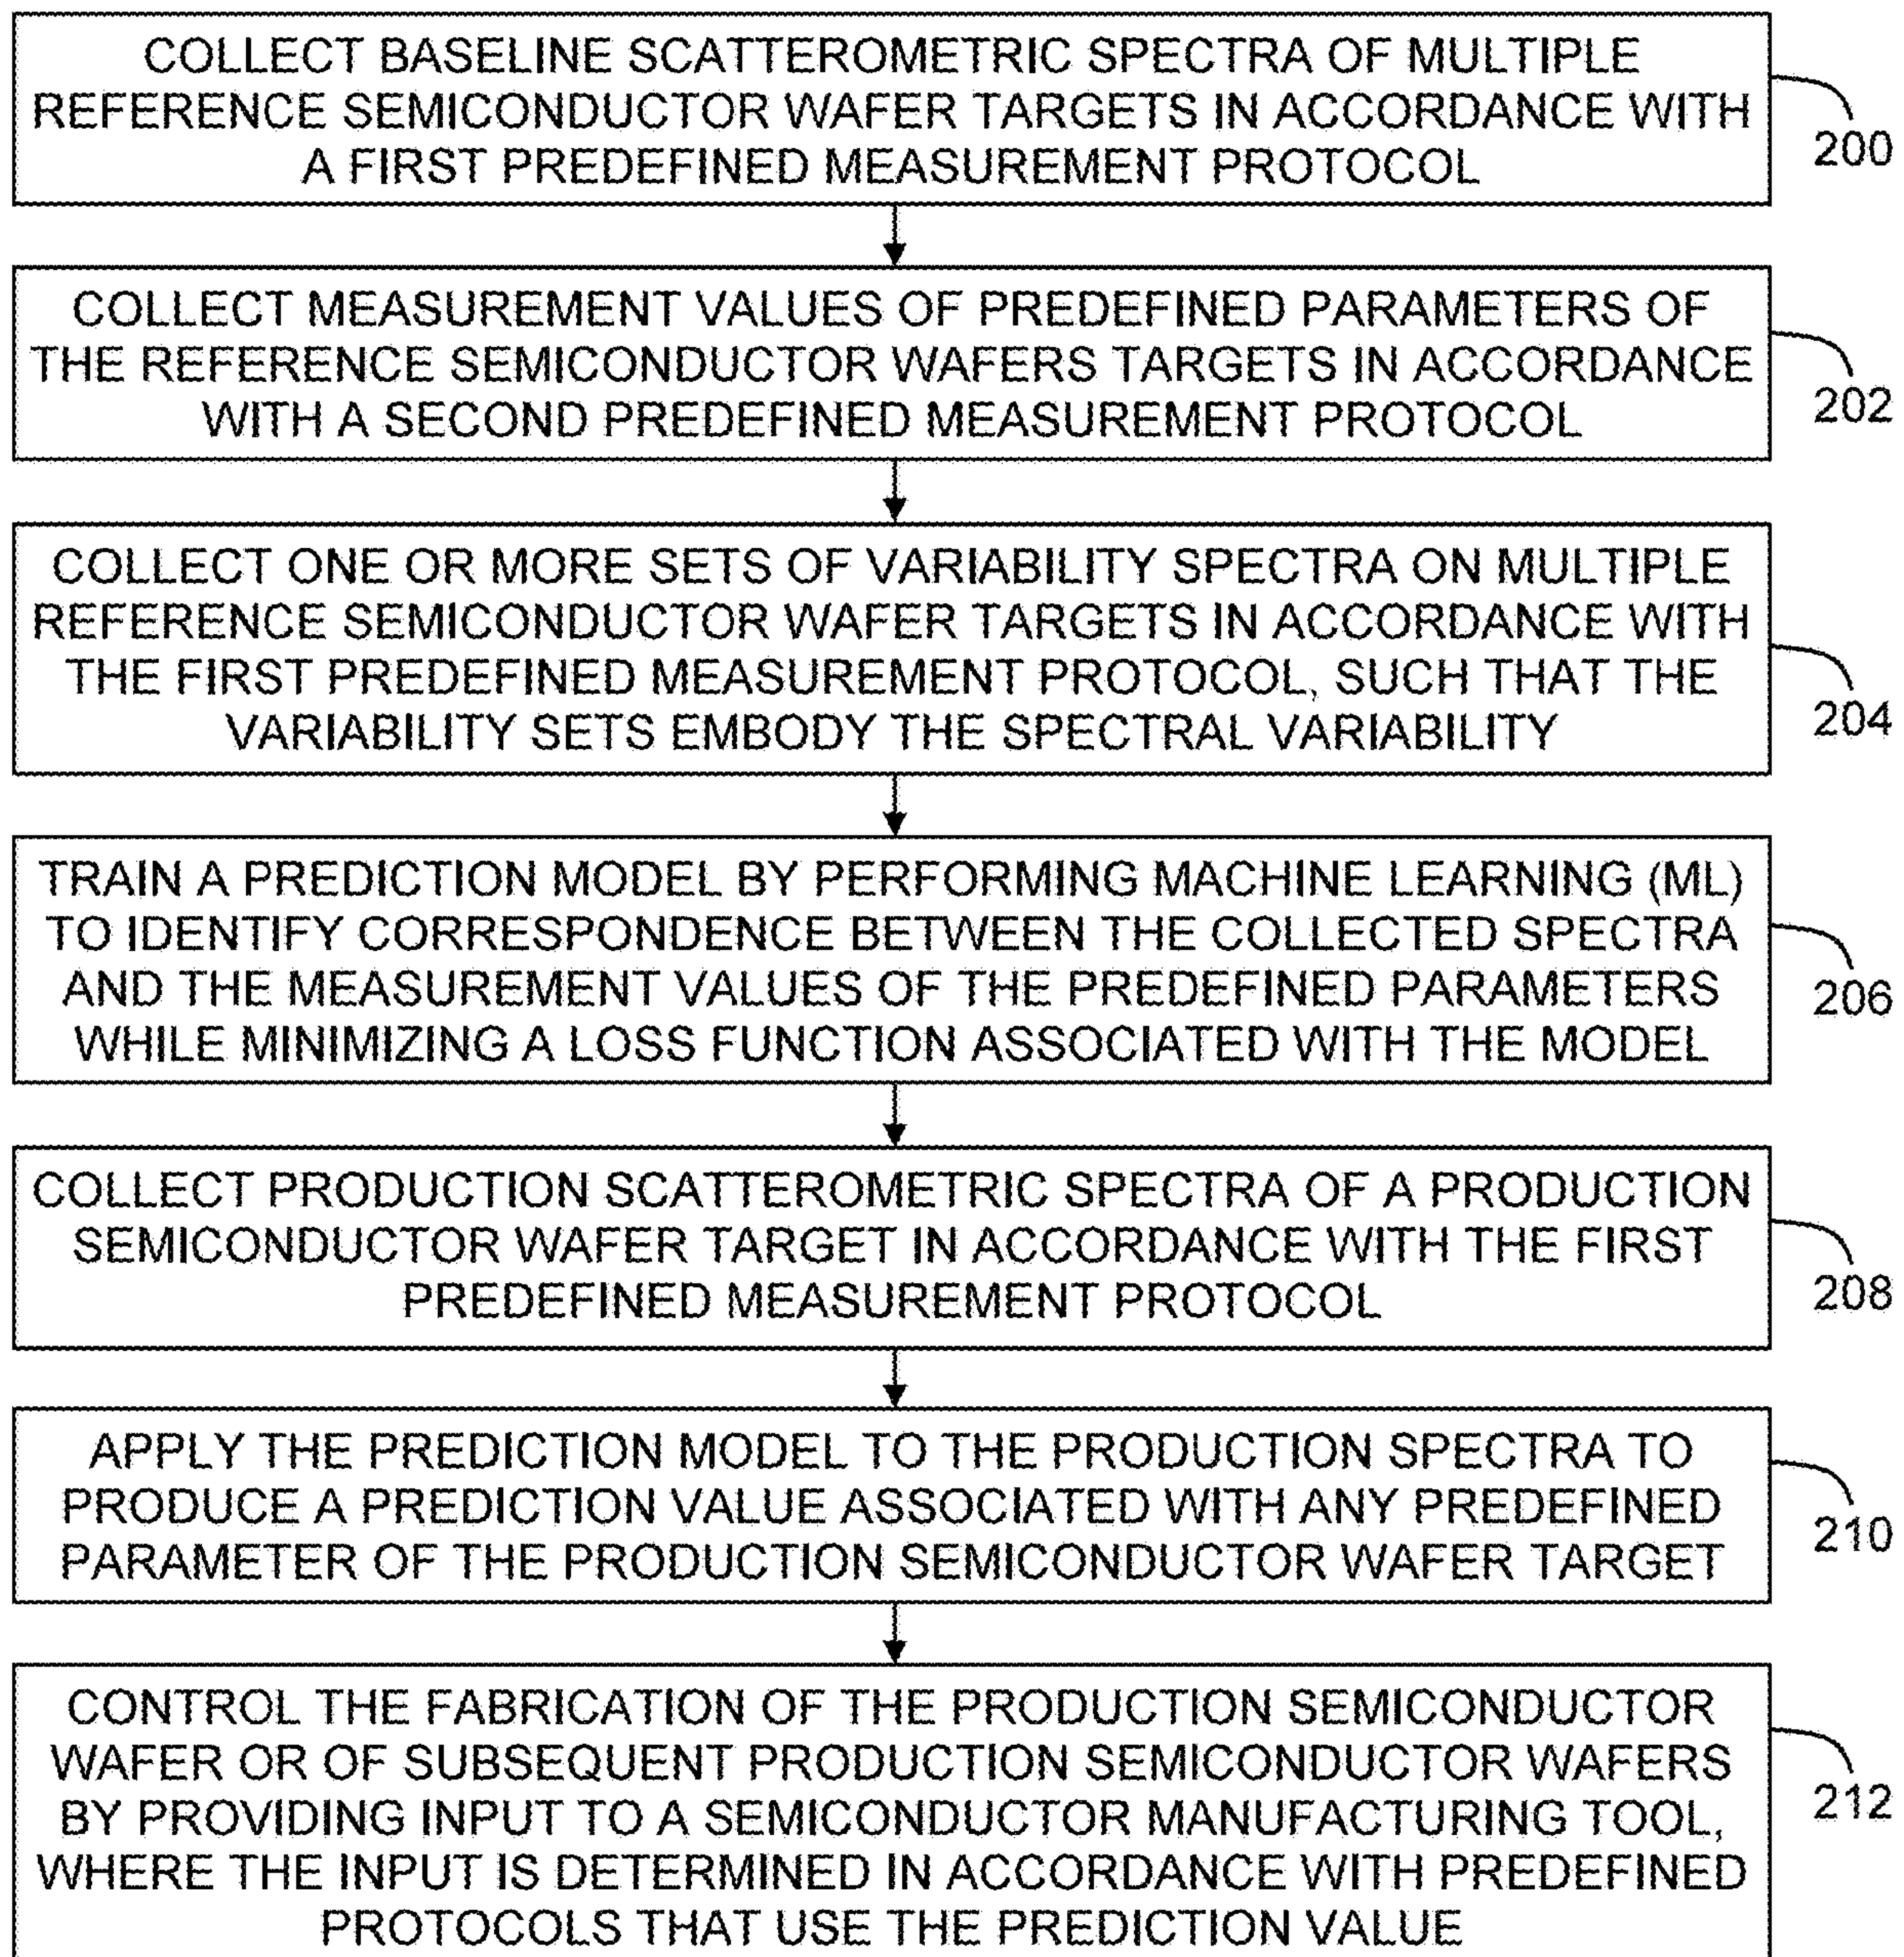 COLLECT BASELINE SCATTEROMETRIC SPECTRA OF MULTIPLE
REFERENCE SEMICONDUCTOR WAFER TARGETS IN ACCORDANCE WITH
A FIRST PREDEFINED MEASUREMENT PROTOCOL
200
COLLECT MEASUREMENT VALUES OF PREDEFINED PARAMETERS OF
THE REFERENCE SEMICONDUCTOR WAFERS TARGETS IN ACCORDANCE
WITH A SECOND PREDEFINED MEASUREMENT PROTOCOL
202
COLLECT ONE OR MORE SETS OF VARIABILITY SPECTRA ON MULTIPLE
REFERENCE SEMICONDUCTOR WAFER TARGETS IN ACCORDANCE WITH
THE FIRST PREDEFINED MEASUREMENT PROTOCOL, SUCH THAT THE
VARIABILITY SETS EMBODY THE SPECTRAL VARIABILITY
204
TRAIN A PREDICTION MODEL BY PERFORMING MACHINE LEARNING (ML)
TO IDENTIFY CORRESPONDENCE BETWEEN THE COLLECTED SPECTRA
AND THE MEASUREMENT VALUES OF THE PREDEFINED PARAMETERS
WHILE MINIMIZING A LOSS FUNCTION ASSOCIATED WITH THE MODEL
206
COLLECT PRODUCTION SCATTEROMETRIC SPECTRA OF A PRODUCTION
SEMICONDUCTOR WAFER TARGET IN ACCORDANCE WITH THE FIRST
PREDEFINED MEASUREMENT PROTOCOL
208
APPLY THE PREDICTION MODEL TO THE PRODUCTION SPECTRA TO
PRODUCE A PREDICTION VALUE ASSOCIATED WITH ANY PREDEFINED
PARAMETER OF THE PRODUCTION SEMICONDUCTOR WAFER TARGET
210
CONTROL THE FABRICATION OF THE PRODUCTION SEMICONDUCTOR
WAFER OR OF SUBSEQUENT PRODUCTION SEMICONDUCTOR WAFERS
BY PROVIDING INPUT TO A SEMICONDUCTOR MANUFACTURING TOOL,
WHERE THE INPUT IS DETERMINED IN ACCORDANCE WITH PREDEFINED
PROTOCOLS THAT USE THE PREDICTION VALUE
212